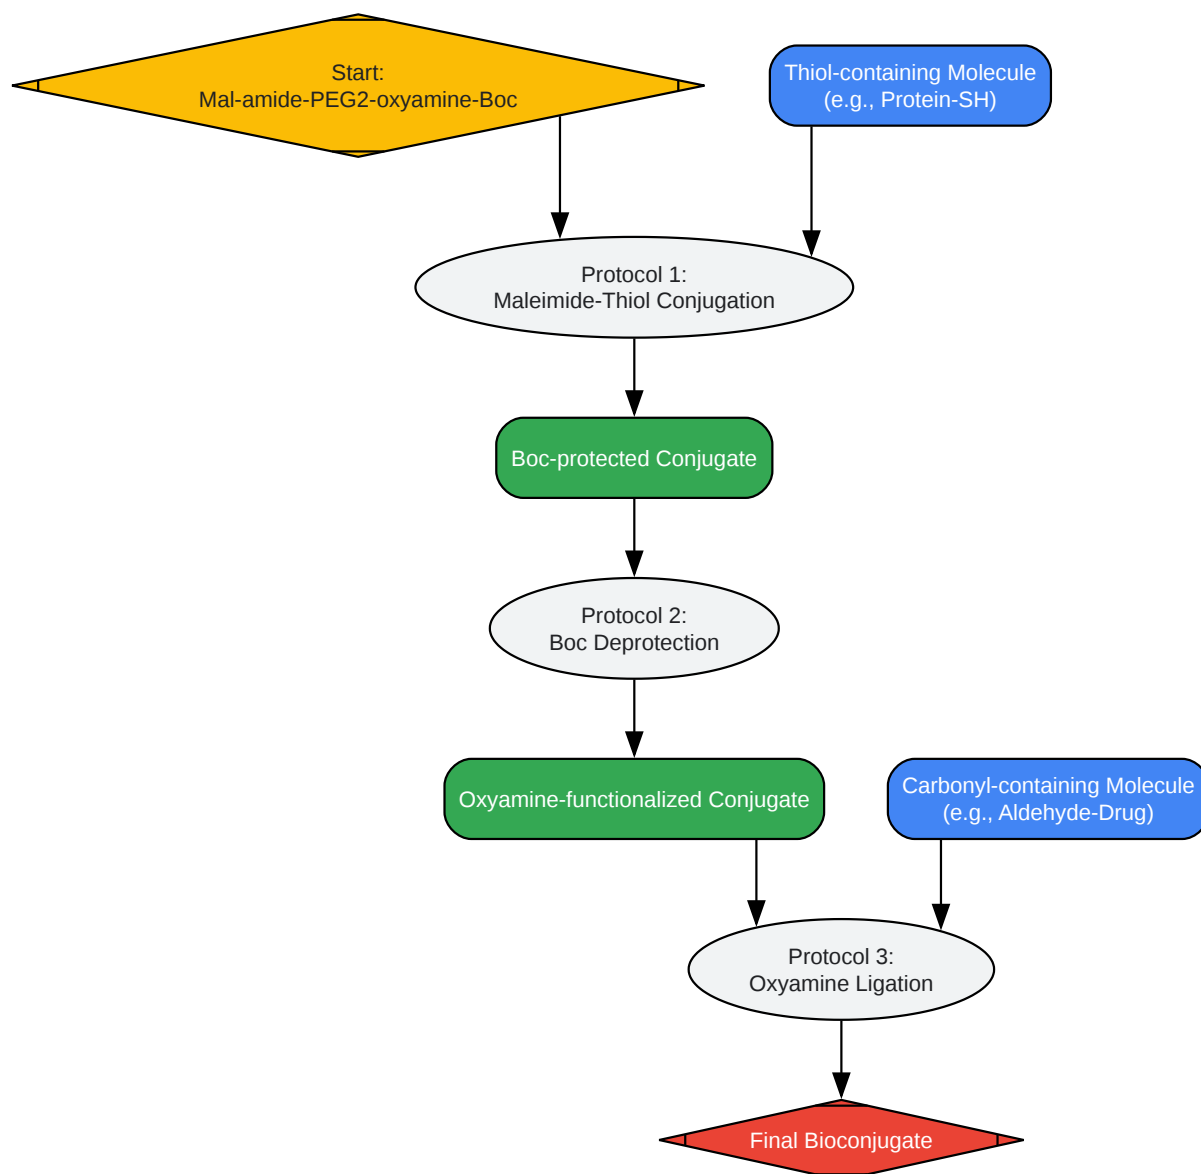 Start:
Mal-amide-PEG2-oxyamine-Boc
Thiol-containing Molecule
(e.g., Protein-SH)
Protocol 1:
Maleimide-Thiol Conjugation
Boc-protected Conjugate
Protocol 2:
Boc Deprotection
Oxyamine-functionalized Conjugate
Carbonyl-containing Molecule
(e.g., Aldehyde-Drug)
Protocol 3:
Oxyamine Ligation
Final Bioconjugate